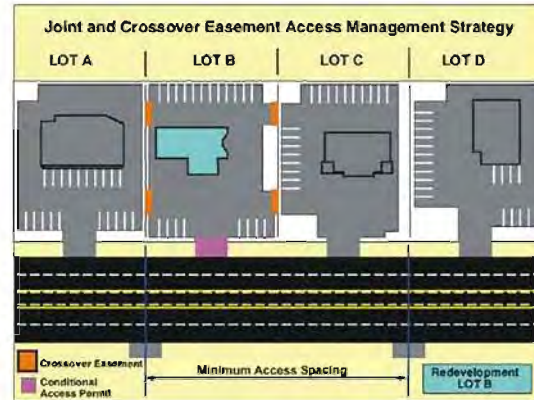 Joint and Crossover Easement Access Management Strategy
LOT A
LOT B
LOT C
LOT D
Crossover Easement
Conditional
Access Permit
Minimum Access Spacing
Redevelopment
LOT B